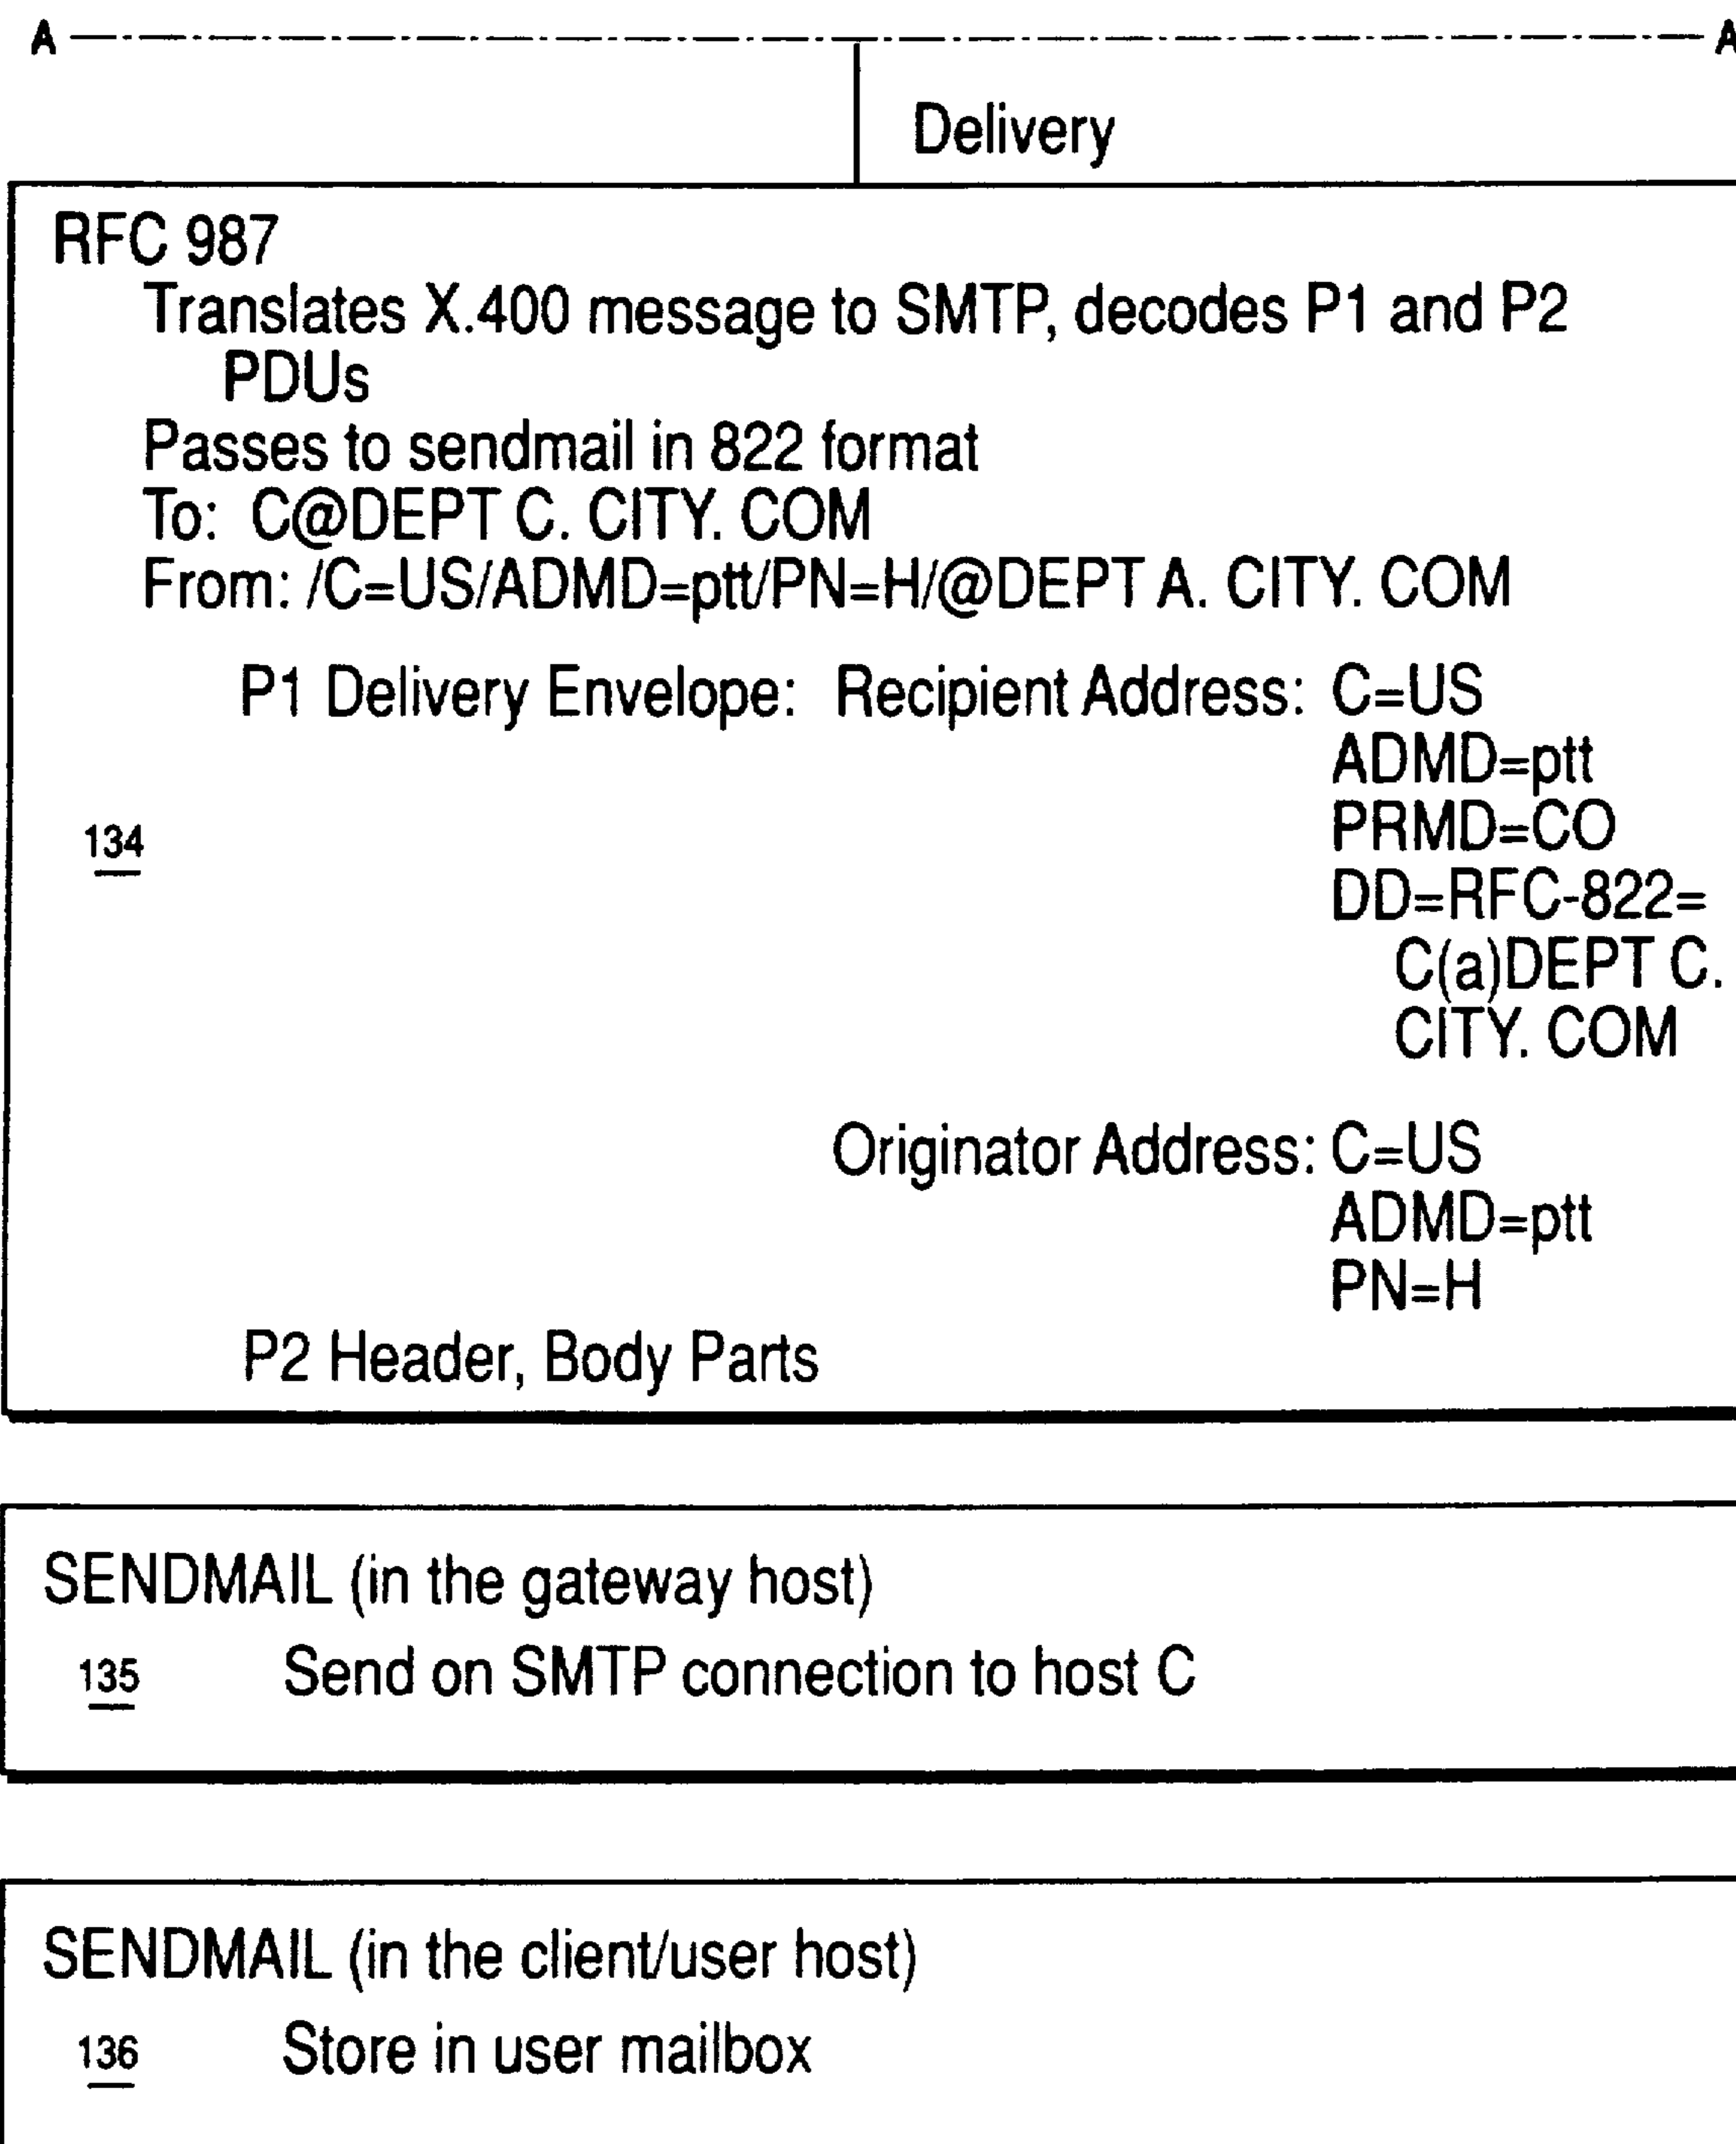 A A
Delivery
RFC 987
Translates X.400 message to SMTP, decodes P1 and P2
PDUs
Passes to sendmail in 822 format
To: C@DEPT C. CITY. COM
From: /C=US/ADMD=ptt/PN=H/@DEPT A. CITY. COM
P1 Delivery Envelope: Recipient Address: C=US
ADMD=ptt
134 PRMD=CO
DD=RFC-822=
C(a)DEPT C.
CITY. COM
Originator Address: C=US
ADMD=ptt
PN=H
P2 Header, Body Parts
SENDMAIL (in the gateway host)
135 Send on SMTP connection to host C
SENDMAIL (in the client/user host)
136 Store in user mailbox